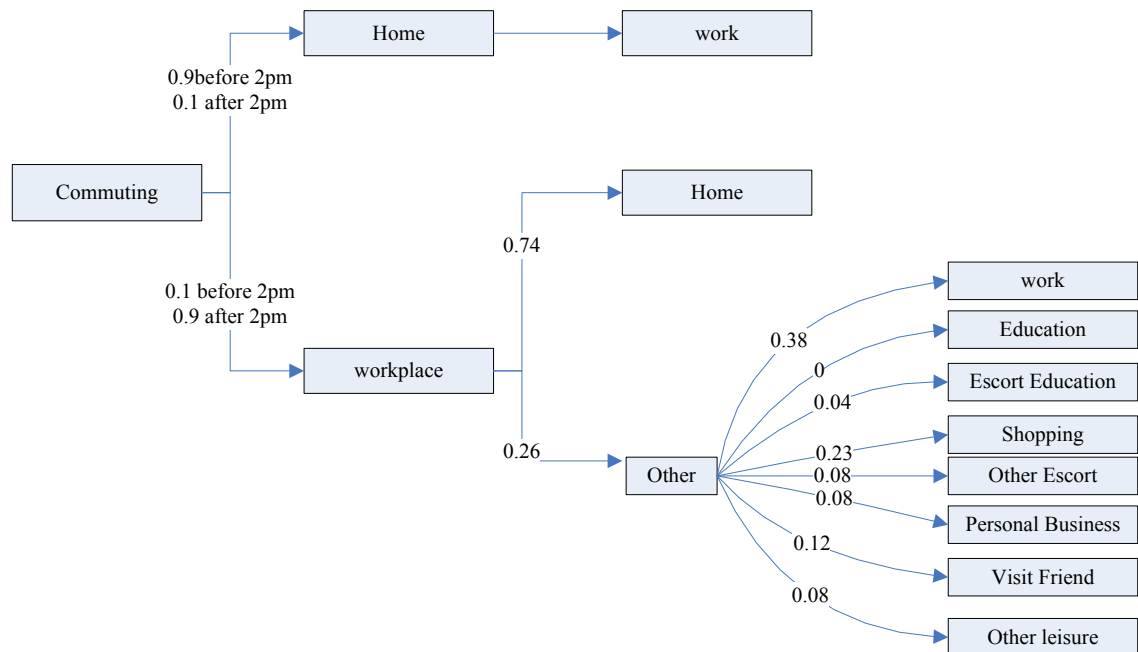 Home
work
0.9before 2pm
0.1 after 2pm
Commuting
Home
0.74
0.1 before 2pm
0.9 after 2pm
workplace
0.26
Other
work
0.38
Education
0
Escort Education
0.04
Shopping
0.23
Other Escort
0.08
Personal Business
0.08
Visit Friend
0.12
Other leisure
0.08